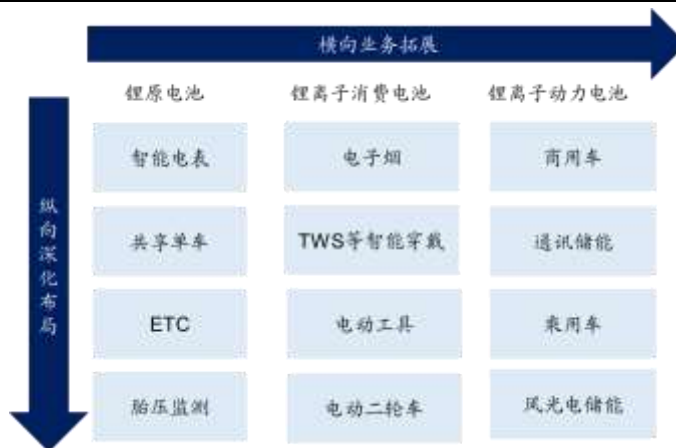 横向业务拓展
锂原电池 锂离子消费电池 锂离子动力电池
纵向深化布局
智能电表 电子烟 商用车
共享单车 TWS等智能穿戴 通讯储能
ETC 电动工具 乘用车
胎压监测 电动二轮车 风光电储能